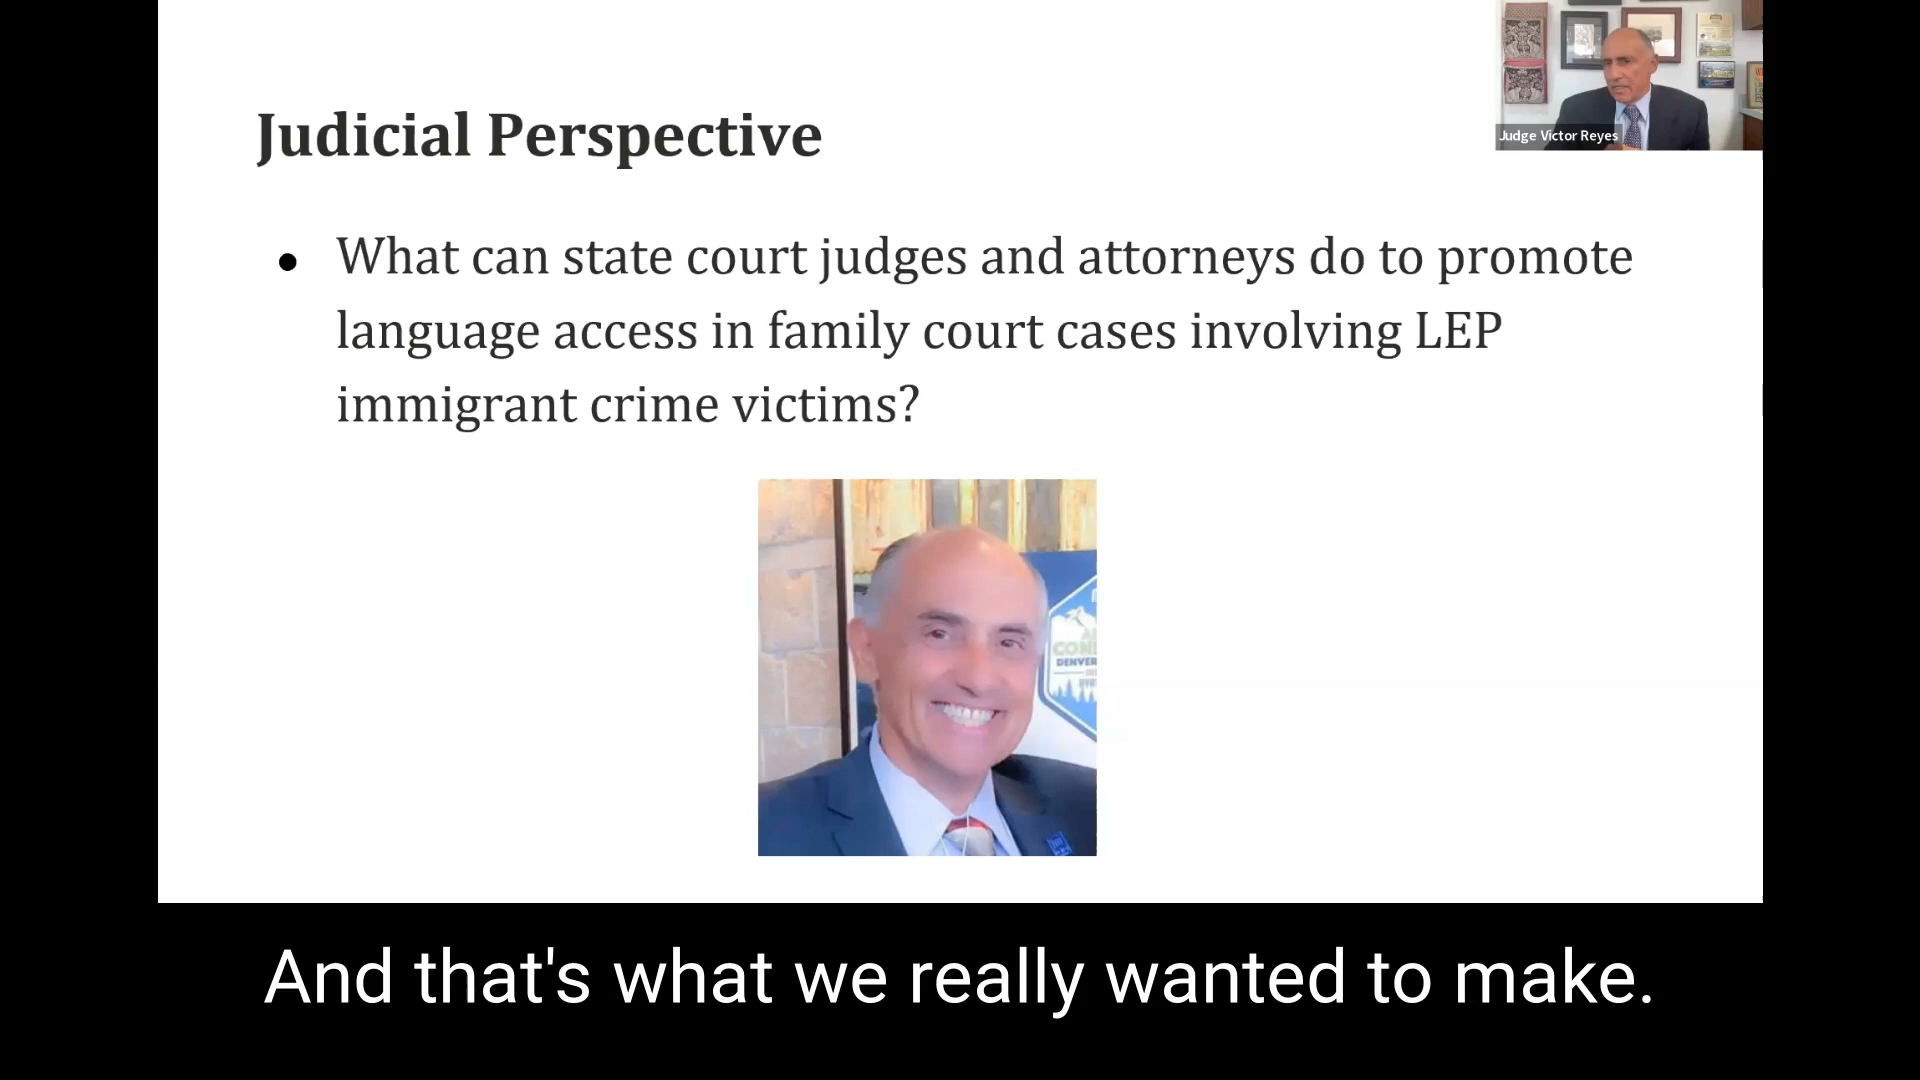 Judge Victor Reyes
Judicial Perspective
● What can state court judges and attorneys do to promote
language access in family court cases involving LEP
immigrant crime victims?
DENVER
And that's what we really wanted to make.